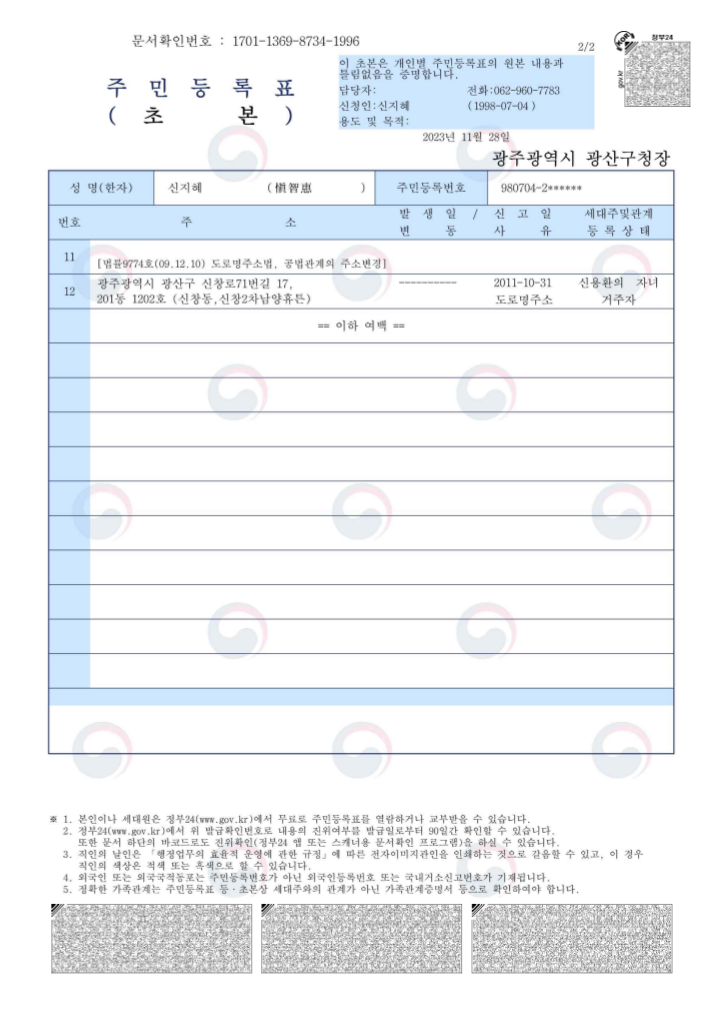 문서확인번호 : 1701-1369-8734-1996
2/2
정부24
주 민 등 록 표
( 초 본 )
이 초본은 개인별 주민등록표의 원본 내용과
틀림없음을 증명합니다.
담당자: 전화:062-960-7783
신청인:신지혜 (1998-07-04 )
용도 및 목적:
2023년 11월 28일
광주광역시 광산구청장
성 명(한자) 신지혜 (愼智惠 ) 주민등록번호 980704-2******
번호 주 소 발 생 일 / 신 고 일 세대주및관계
변 동 사 유 등 록 상 태
11
[법률9774호(09.12.10) 도로명주소법, 공법관계의 주소변경]
12 광주광역시 광산구 신창로71번길 17, ---------- 2011-10-31 신용환의 자녀
201동 1202호 (신창동,신창2차남양휴튼) 도로명주소 거주자
== 이하 여백 ==
※ 1. 본인이나 세대원은 정부24(www.gov.kr)에서 무료로 주민등록표를 열람하거나 교부받을 수 있습니다.
2. 정부24(www.gov.kr)에서 위 발급확인번호로 내용의 진위여부를 발급일로부터 90일간 확인할 수 있습니다.
또한 문서 하단의 바코드로도 진위확인(정부24 앱 또는 스캐너용 문서확인 프로그램)을 하실 수 있습니다.
3. 직인의 날인은 「행정업무의 효율적 운영에 관한 규정」에 따른 전자이미지관인을 인쇄하는 것으로 갈음할 수 있고, 이 경우
직인의 색상은 적색 또는 흑색으로 할 수 있습니다.
4. 외국인 또는 외국국적동포는 주민등록번호가 아닌 외국인등록번호 또는 국내거소신고번호가 기재됩니다.
5. 정확한 가족관계는 주민등록표 등·초본상 세대주와의 관계가 아닌 가족관계증명서 등으로 확인하여야 합니다.